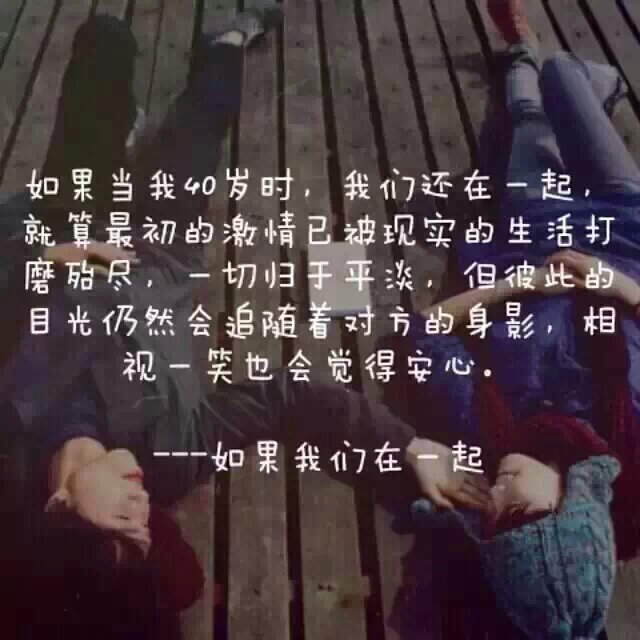 如果当我40岁时，我们还在一起，
就算最初的激情已被现实的生活打
磨殆尽，一切归于平淡，但彼此的
目光仍然会追随着对方的身影，相
视一笑也会觉得安心。
---如果我们在一起